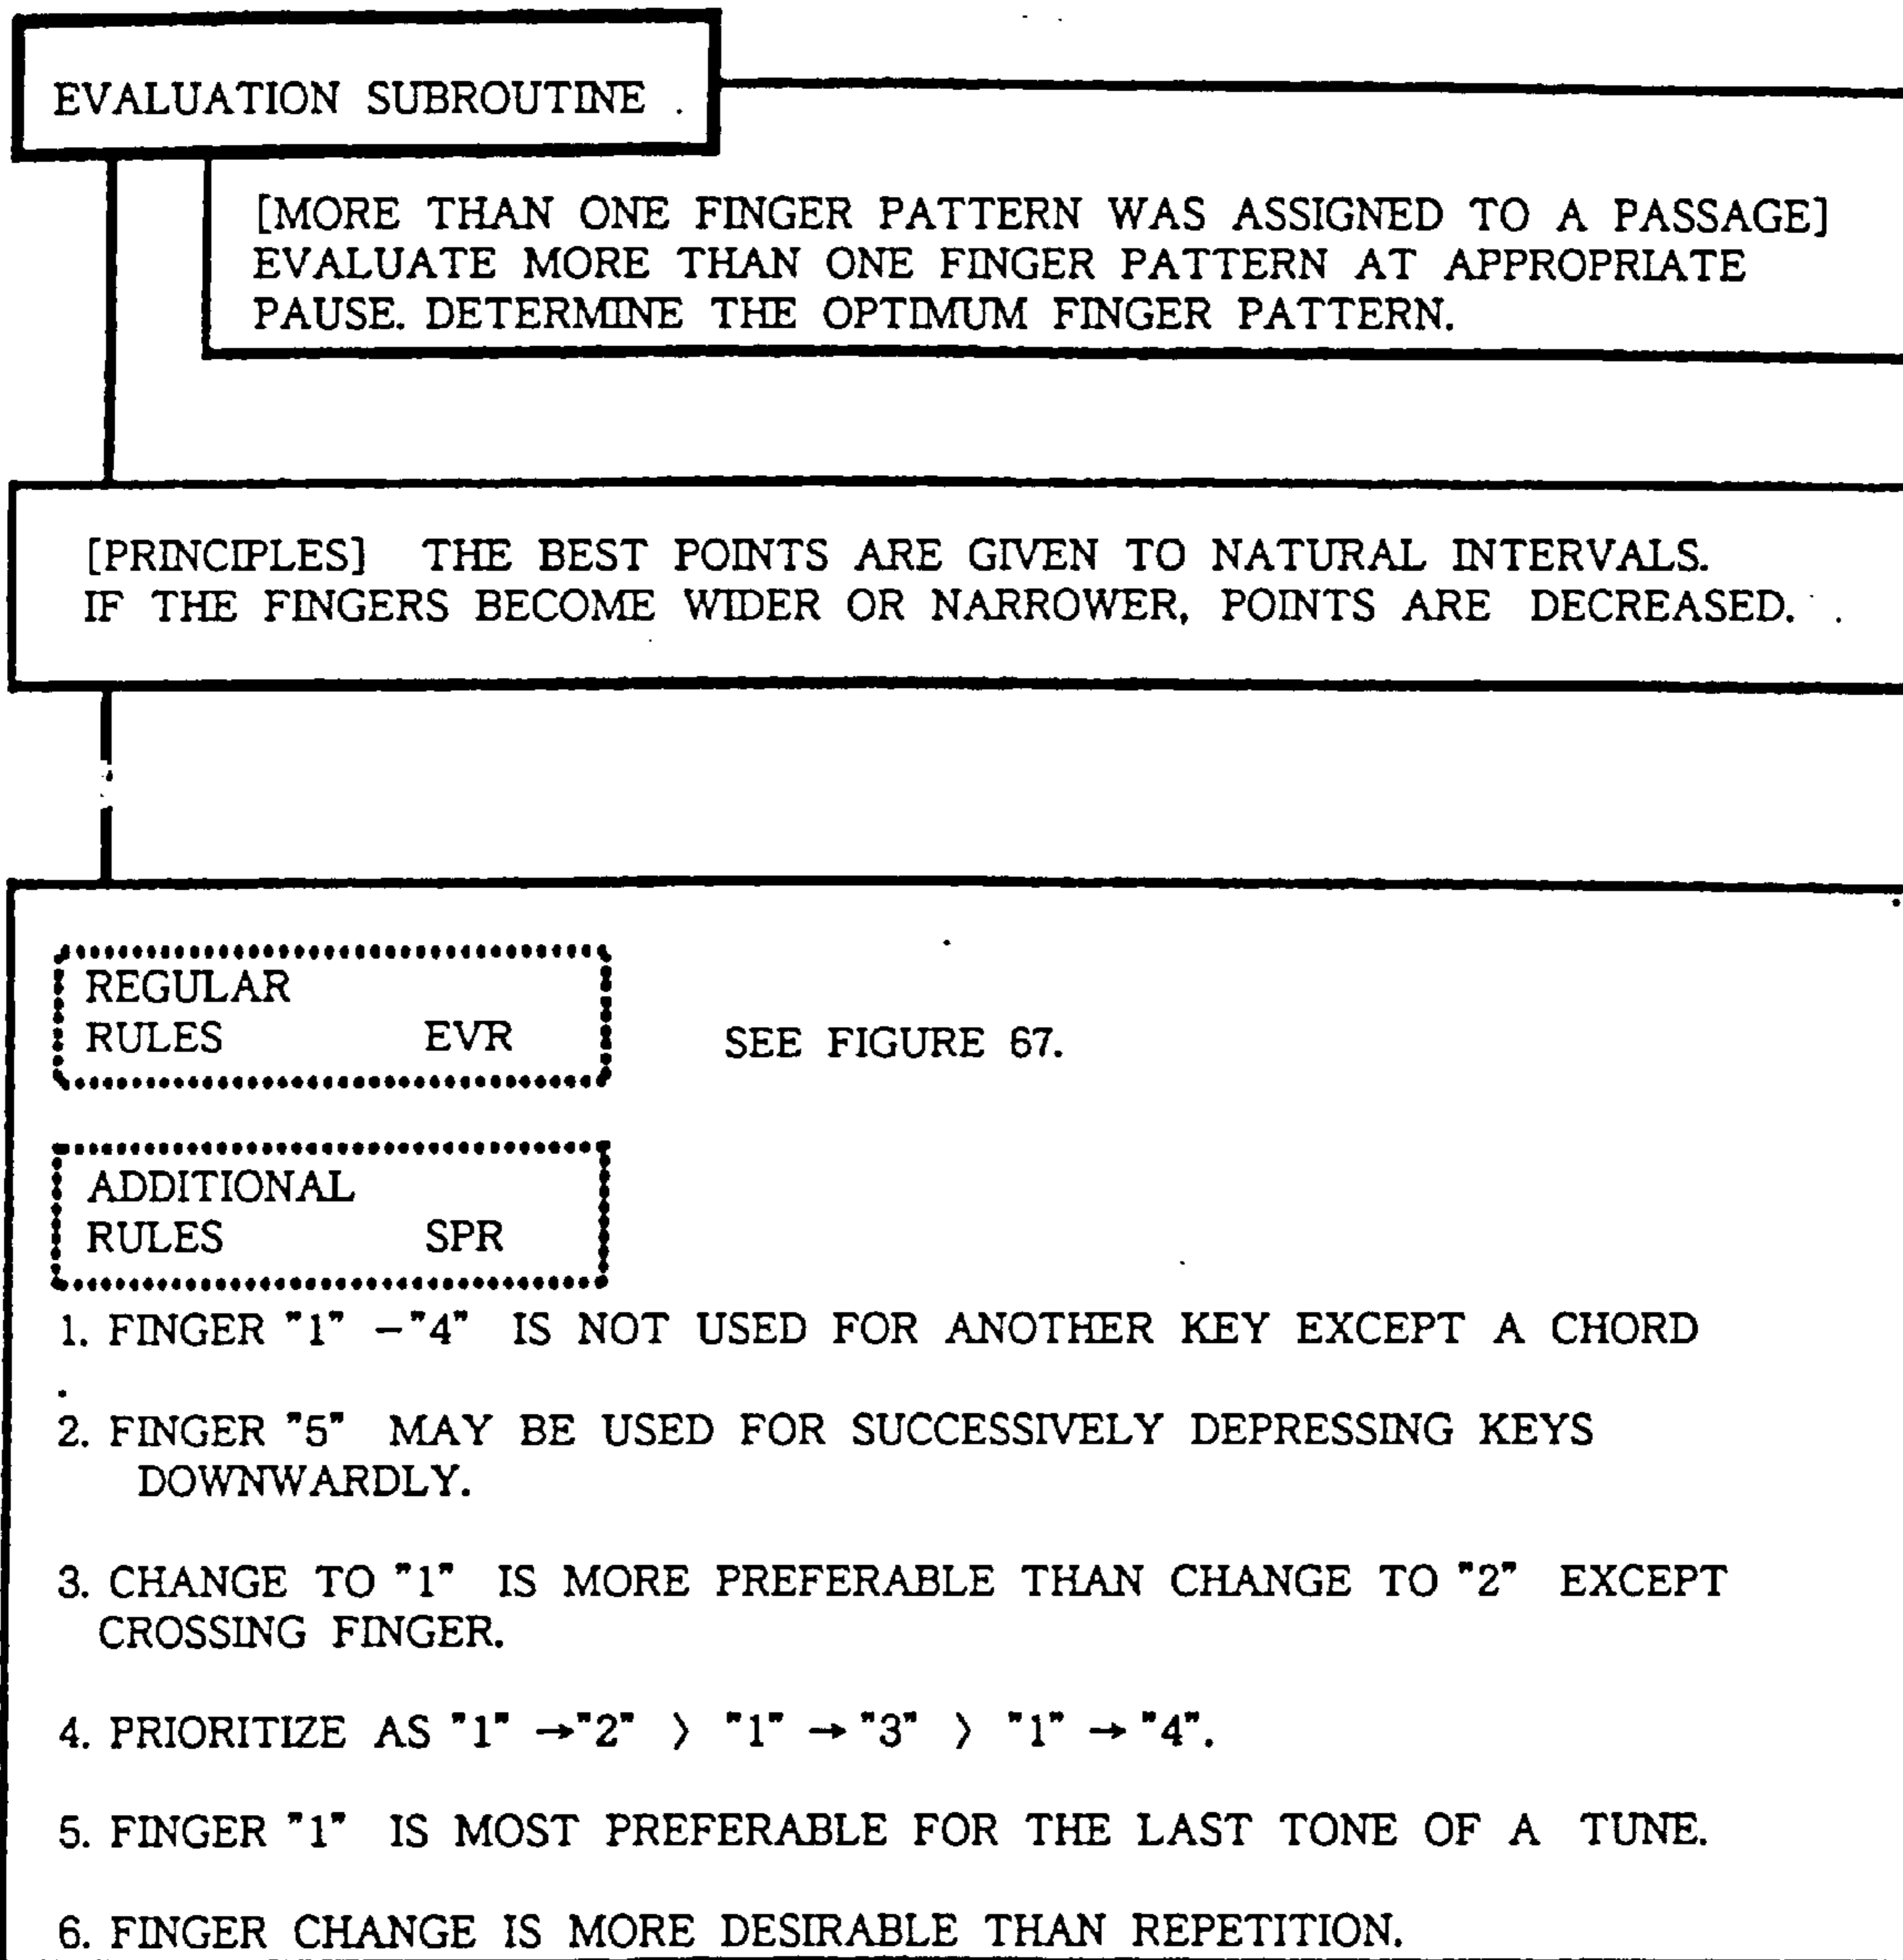 EVALUATION SUBROUTINE .
[MORE THAN ONE FINGER PATTERN WAS ASSIGNED TO A PASSAGE]
EVALUATE MORE THAN ONE FINGER PATTERN AT APPROPRIATE
PAUSE. DETERMINE THE OPTIMUM FINGER PATTERN.
[PRINCIPLES] THE BEST POINTS ARE GIVEN TO NATURAL INTERVALS.
IF THE FINGERS BECOME WIDER OR NARROWER, POINTS ARE DECREASED.
REGULAR
RULES EVR
SEE FIGURE 67.
ADDITIONAL
RULES SPR
1. FINGER "1" -"4" IS NOT USED FOR ANOTHER KEY EXCEPT A CHORD
.
2. FINGER "5" MAY BE USED FOR SUCCESSIVELY DEPRESSING KEYS
DOWNWARDLY.
3. CHANGE TO "1" IS MORE PREFERABLE THAN CHANGE TO "2" EXCEPT
CROSSING FINGER.
4. PRIORITIZE AS "1" →"2" 〉 "1" → "3" 〉 "1" → "4".
5. FINGER "1" IS MOST PREFERABLE FOR THE LAST TONE OF A TUNE.
6. FINGER CHANGE IS MORE DESIRABLE THAN REPETITION.